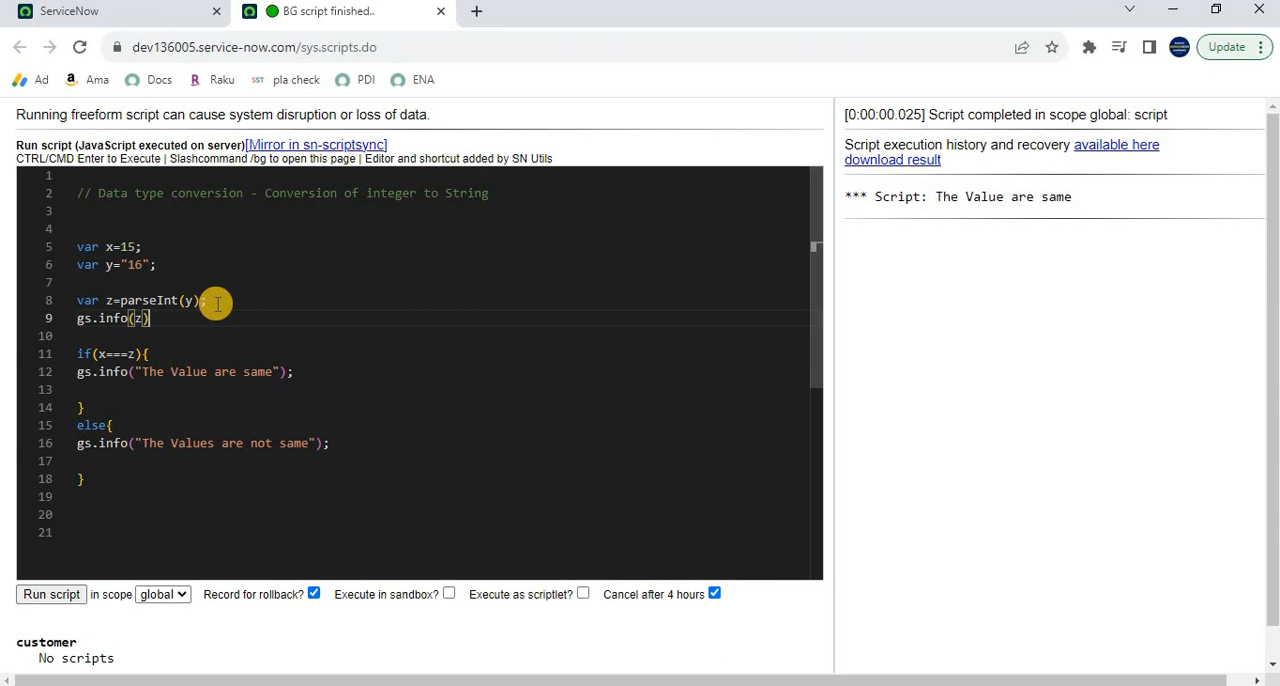 ServiceNow
BG script finished..
dev136005.service-now.com/sys.scripts.do
Update
Ad
Ama
Docs
R Raku
SST pla check
PDI
ENA
Running freeform script can cause system disruption or loss of data.
Run script (JavaScript executed on server)[Mirror in sn-scriptsync]
CTRL/CMD Enter to Execute | Slashcommand /bg to open this page | Editor and shortcut added by SN Utils
1
2 // Data type conversion - Conversion of integer to String
3
4
5 var x=15;
6 var y="16";
7
8 var z=parseInt(y);
9 gs.info(z)
10
11 if(x===z){
12 gs.info("The Value are same");
13
14 }
15 else{
16 gs.info("The Values are not same");
17
18 }
19
20
21
Run script in scope global Record for rollback? Execute in sandbox? Execute as scriptlet? Cancel after 4 hours
customer
No scripts
[0:00:00.025] Script completed in scope global: script
Script execution history and recovery available here
download result
*** Script: The Value are same